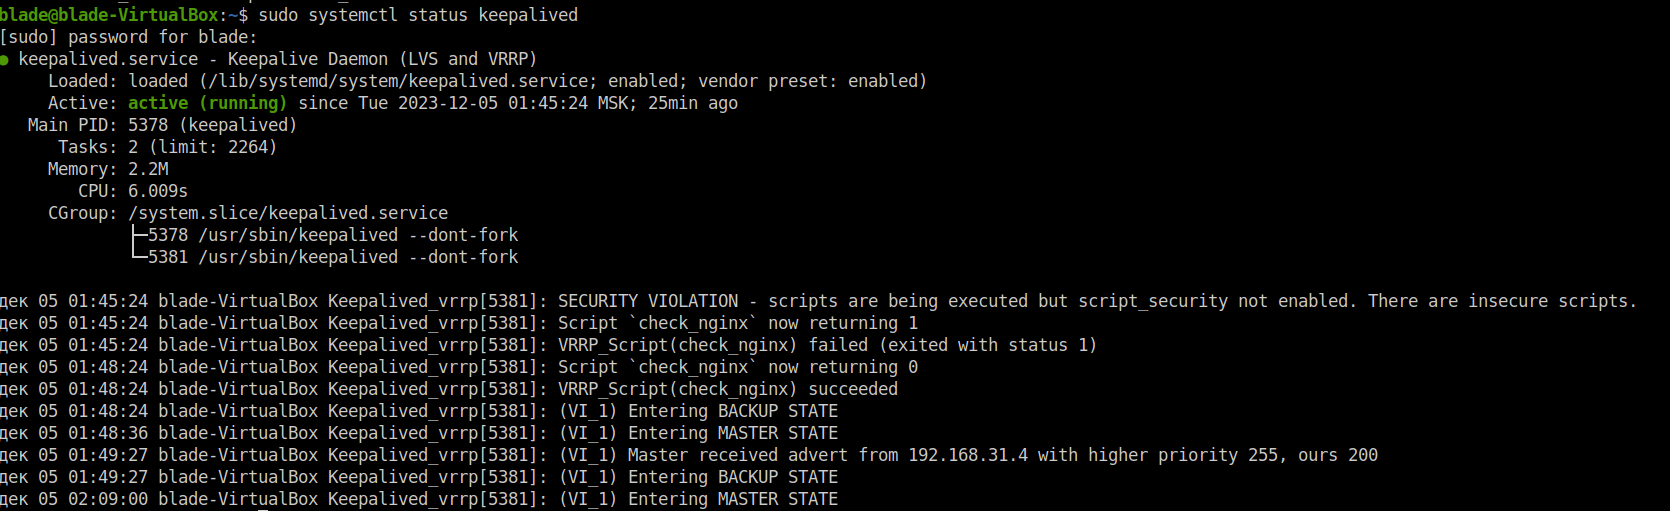 blade@blade-VirtualBox:~$ sudo systemctl status keepalived
[sudo] password for blade:
● keepalived.service - Keepalive Daemon (LVS and VRRP)
     Loaded: loaded (/lib/systemd/system/keepalived.service; enabled; vendor preset: enabled)
     Active: active (running) since Tue 2023-12-05 01:45:24 MSK; 25min ago
   Main PID: 5378 (keepalived)
      Tasks: 2 (limit: 2264)
     Memory: 2.2M
        CPU: 6.009s
     CGroup: /system.slice/keepalived.service
             ├─5378 /usr/sbin/keepalived --dont-fork
             └─5381 /usr/sbin/keepalived --dont-fork
дек 05 01:45:24 blade-VirtualBox Keepalived_vrrp[5381]: SECURITY VIOLATION - scripts are being executed but script_security not enabled. There are insecure scripts.
дек 05 01:45:24 blade-VirtualBox Keepalived_vrrp[5381]: Script `check_nginx` now returning 1
дек 05 01:45:24 blade-VirtualBox Keepalived_vrrp[5381]: VRRP_Script(check_nginx) failed (exited with status 1)
дек 05 01:48:24 blade-VirtualBox Keepalived_vrrp[5381]: Script `check_nginx` now returning 0
дек 05 01:48:24 blade-VirtualBox Keepalived_vrrp[5381]: VRRP_Script(check_nginx) succeeded
дек 05 01:48:24 blade-VirtualBox Keepalived_vrrp[5381]: (VI_1) Entering BACKUP STATE
дек 05 01:48:36 blade-VirtualBox Keepalived_vrrp[5381]: (VI_1) Entering MASTER STATE
дек 05 01:49:27 blade-VirtualBox Keepalived_vrrp[5381]: (VI_1) Master received advert from 192.168.31.4 with higher priority 255, ours 200
дек 05 01:49:27 blade-VirtualBox Keepalived_vrrp[5381]: (VI_1) Entering BACKUP STATE
дек 05 02:09:00 blade-VirtualBox Keepalived_vrrp[5381]: (VI_1) Entering MASTER STATE